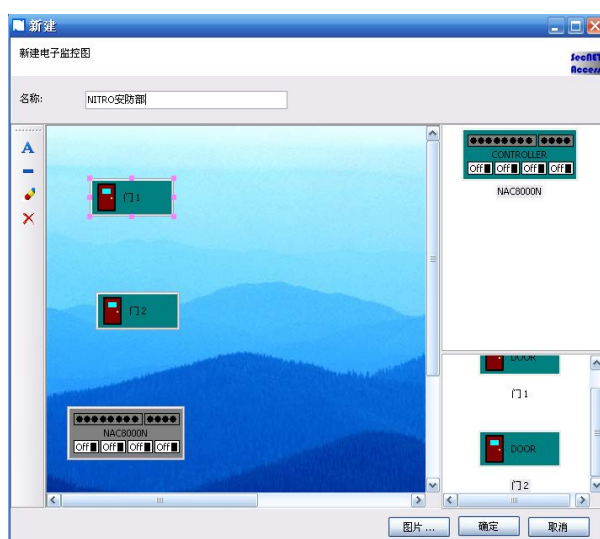 新建
新建电子监控图
SecNET
Access
名称:
NITRO安防部
A
门 1
门 2
NAC8000N
Off Off Off Off
CONTROLLER
Off Off Off Off
NAC8000N
DOOR
门 1
DOOR
门 2
图片 ...
确定
取消